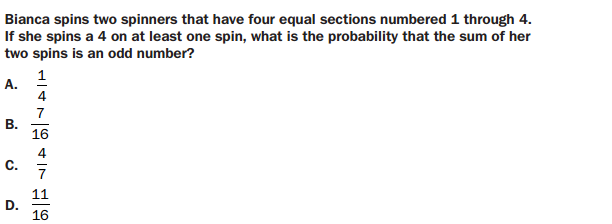 Bianca spins two spinners that have four equal sections numbered 1 through 4.
If she spins a 4 on at least one spin, what is the probability that the sum of her
two spins is an odd number?
A. 1/4
B. 7/16
C. 4/7
D. 11/16